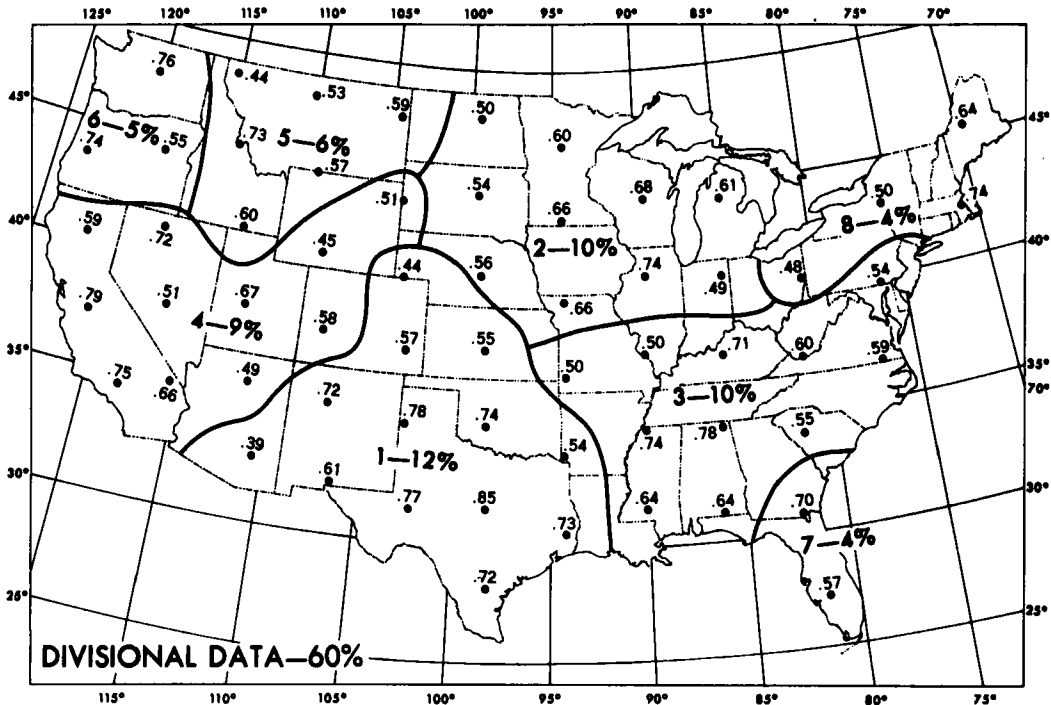 120° 115° 110° 105° 100° 95° 90° 85° 80° 75° 70°
125°
.76 .44 .53 .59 .50 .64
45° 45°
6—5% 5—6% .60
.74 .55 .73 .57 .68 .61 .50 .74
.54 8—4%
.51 .66
40° .59 .72 .60 .45 2—10% 40°
.44 .56 .74 .49 .48 .54
.79 .51 .67 .66
4—9% .58 .57 .55 .50 .71 .60 .59
35° 35°
.75 .66 .49 .50 3—10% 70°
.72 .78 .74 .74 .78 .55
.39 .54
1—12%
30° .61 .77 .85 .64 .64 .70 30°
.73 7—4%
.72 .57
25° 25°
DIVISIONAL DATA—60%
115° 110° 105° 100° 95° 90° 85° 80° 75°